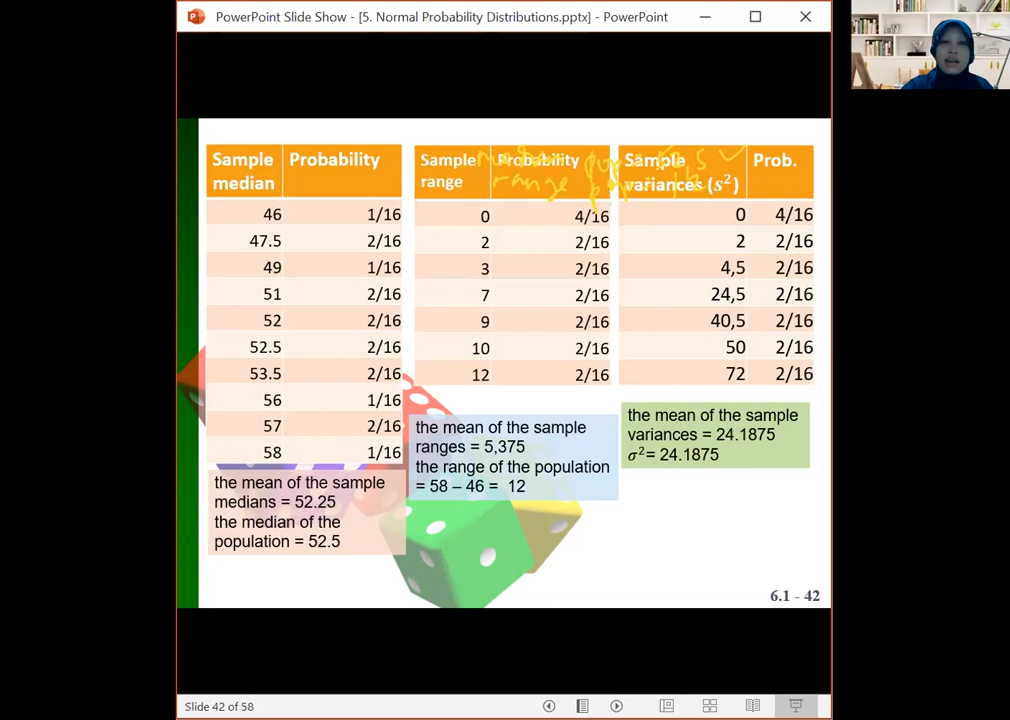 PowerPoint Slide Show - [5. Normal Probability Distributions.pptx] - PowerPoint
Sample median Probability
46 1/16
47.5 2/16
49 1/16
51 2/16
52 2/16
52.5 2/16
53.5 2/16
56 1/16
57 2/16
58 1/16
the mean of the sample
medians = 52.25
the median of the
population = 52.5
Sample range Probability
0 4/16
2 2/16
3 2/16
7 2/16
9 2/16
10 2/16
12 2/16
the mean of the sample
ranges = 5,375
the range of the population
= 58 – 46 = 12
Sample variances (s²) Prob.
0 4/16
2 2/16
4,5 2/16
24,5 2/16
40,5 2/16
50 2/16
72 2/16
the mean of the sample
variances = 24.1875
σ²= 24.1875
range
6.1 - 42
Slide 42 of 58